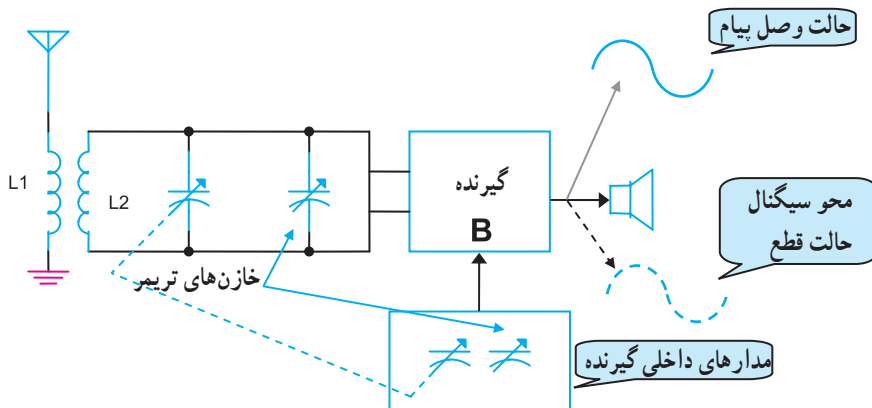 حالت وصل پیام
L1
L2
گیرنده
B
محو سیگنال
حالت قطع
خازن‌های تریمر
مدارهای داخلی گیرنده